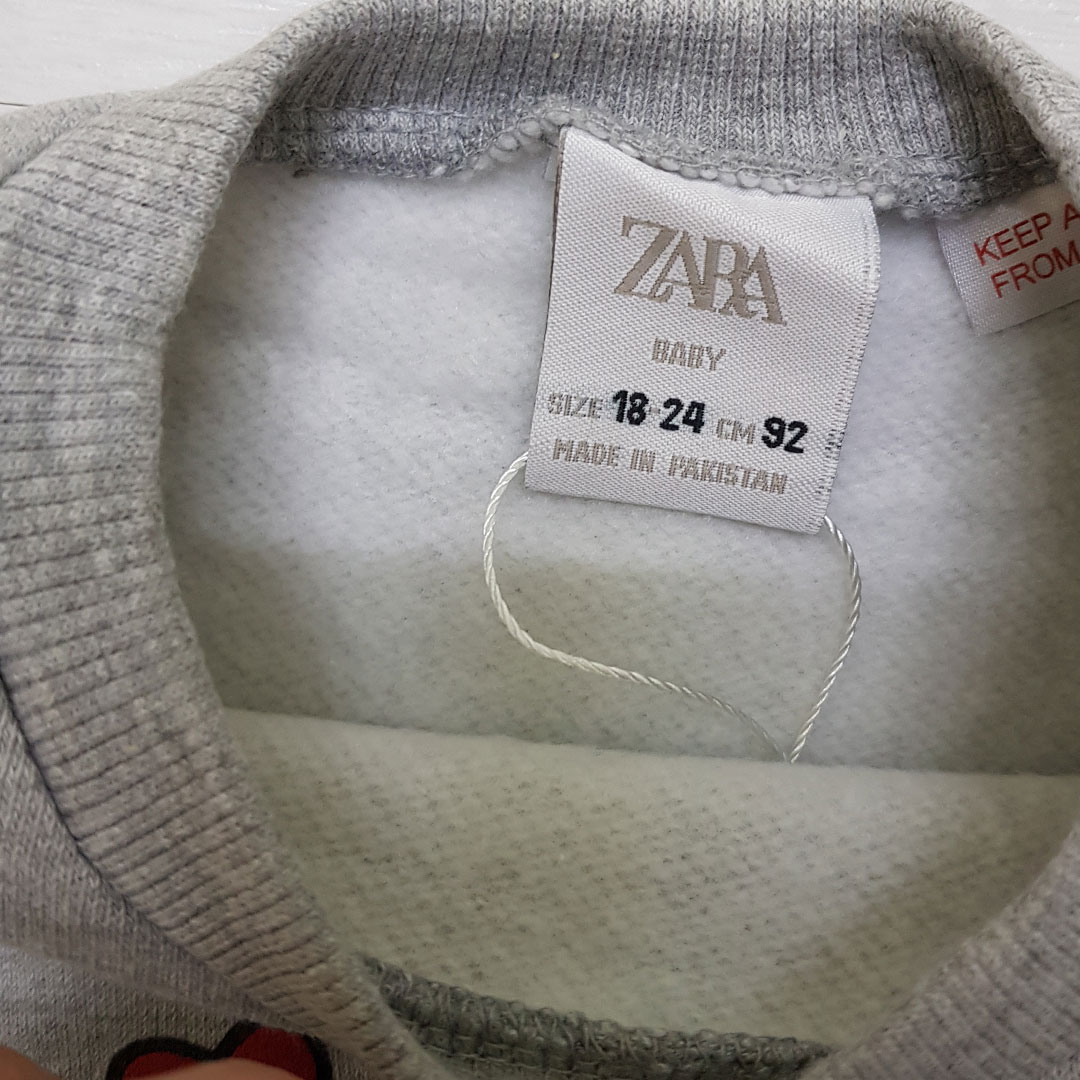 ZARA
BABY
SIZE 18-24 CM 92
MADE IN PAKISTAN
KEEP A
FROM